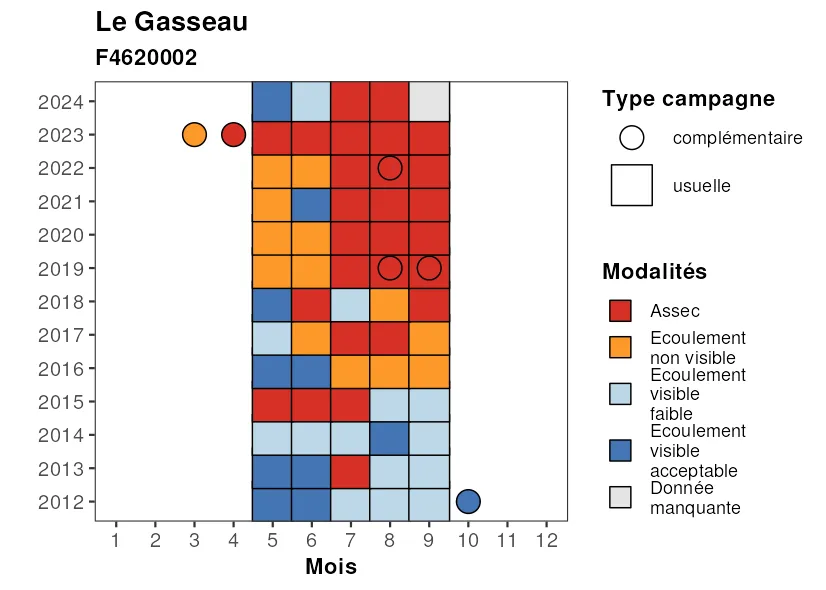 Le Gasseau
F4620002
2024
2023
2022
2021
2020
2019
2018
2017
2016
2015
2014
2013
2012
1 2 3 4 5 6 7 8 9 10 11 12
Mois
Type campagne
complémentaire
usuelle
Modalités
Assec
Ecoulement
non visible
Ecoulement
visible
faible
Ecoulement
visible
acceptable
Donnée
manquante